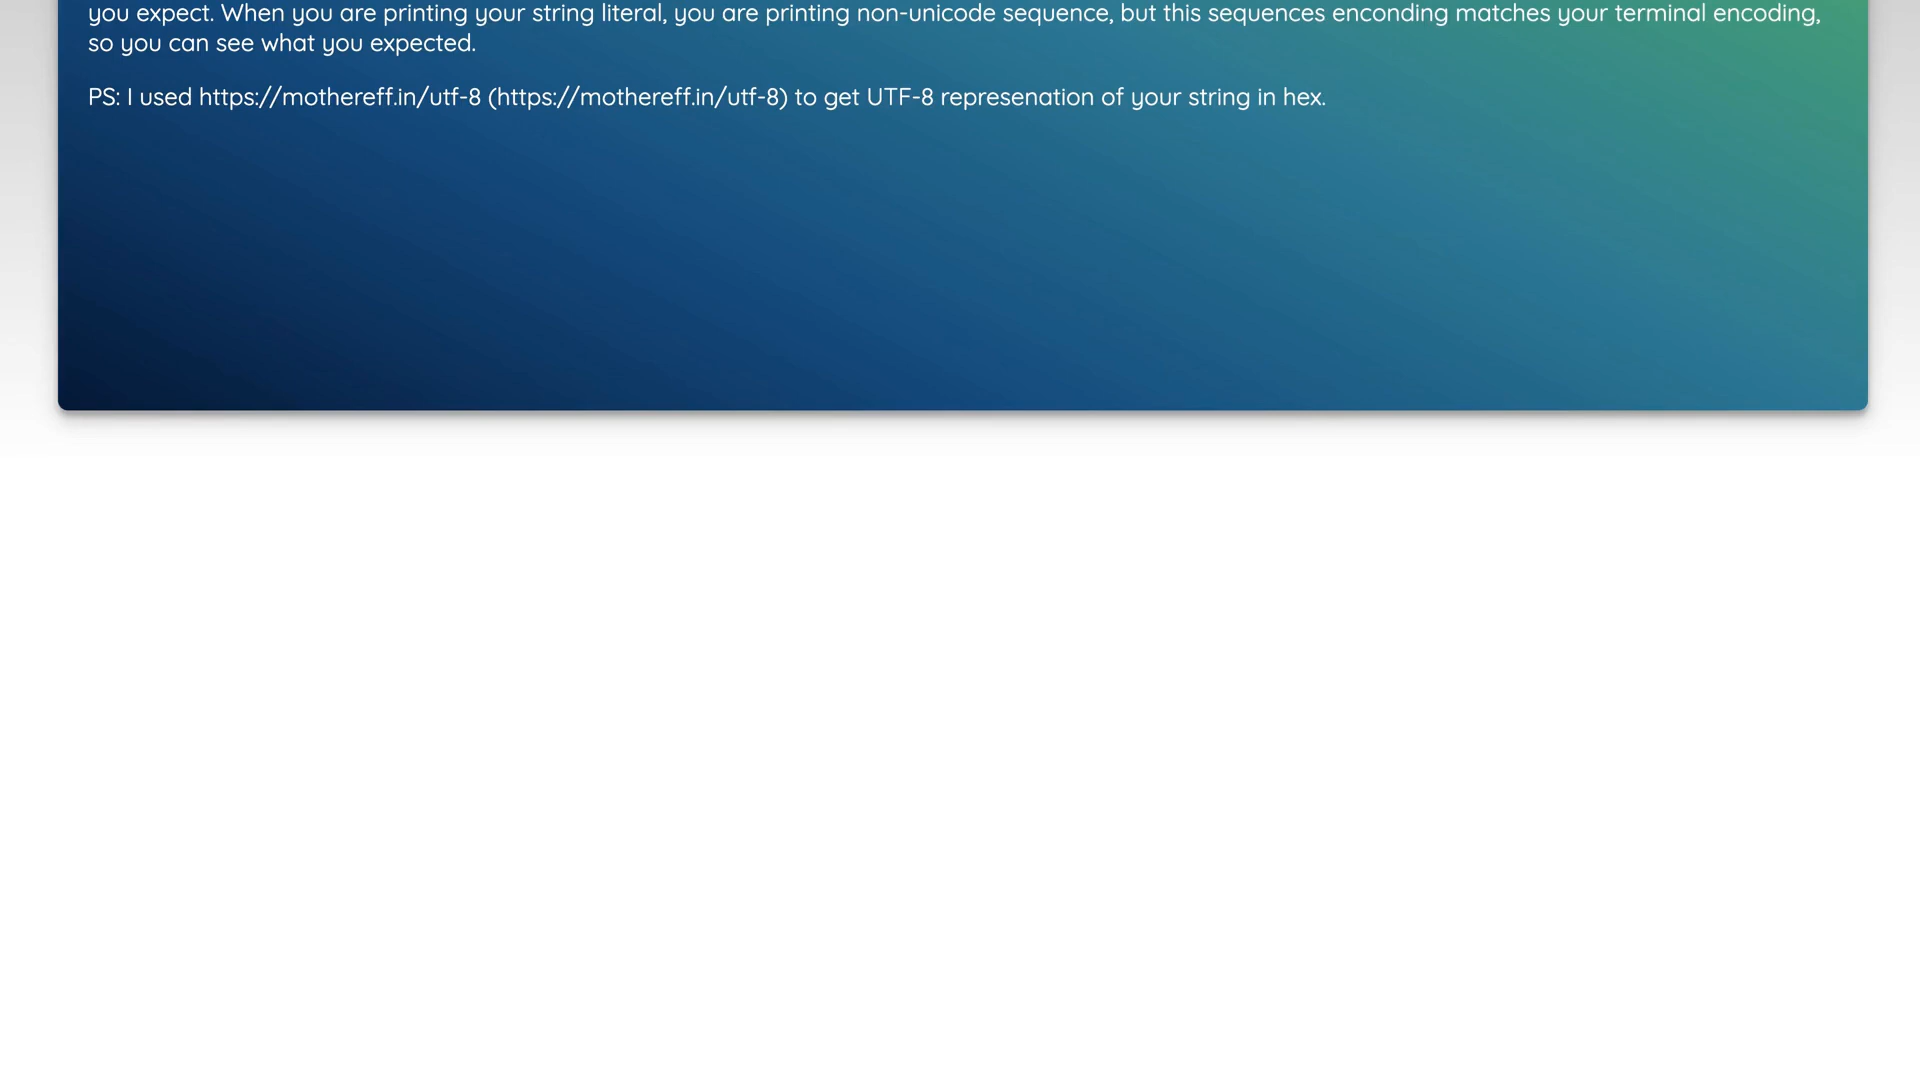 you expect. When you are printing your string literal, you are printing non-unicode sequence, but this sequences enconding matches your terminal encoding,
so you can see what you expected.
PS: I used https://mothereff.in/utf-8 (https://mothereff.in/utf-8) to get UTF-8 represenation of your string in hex.